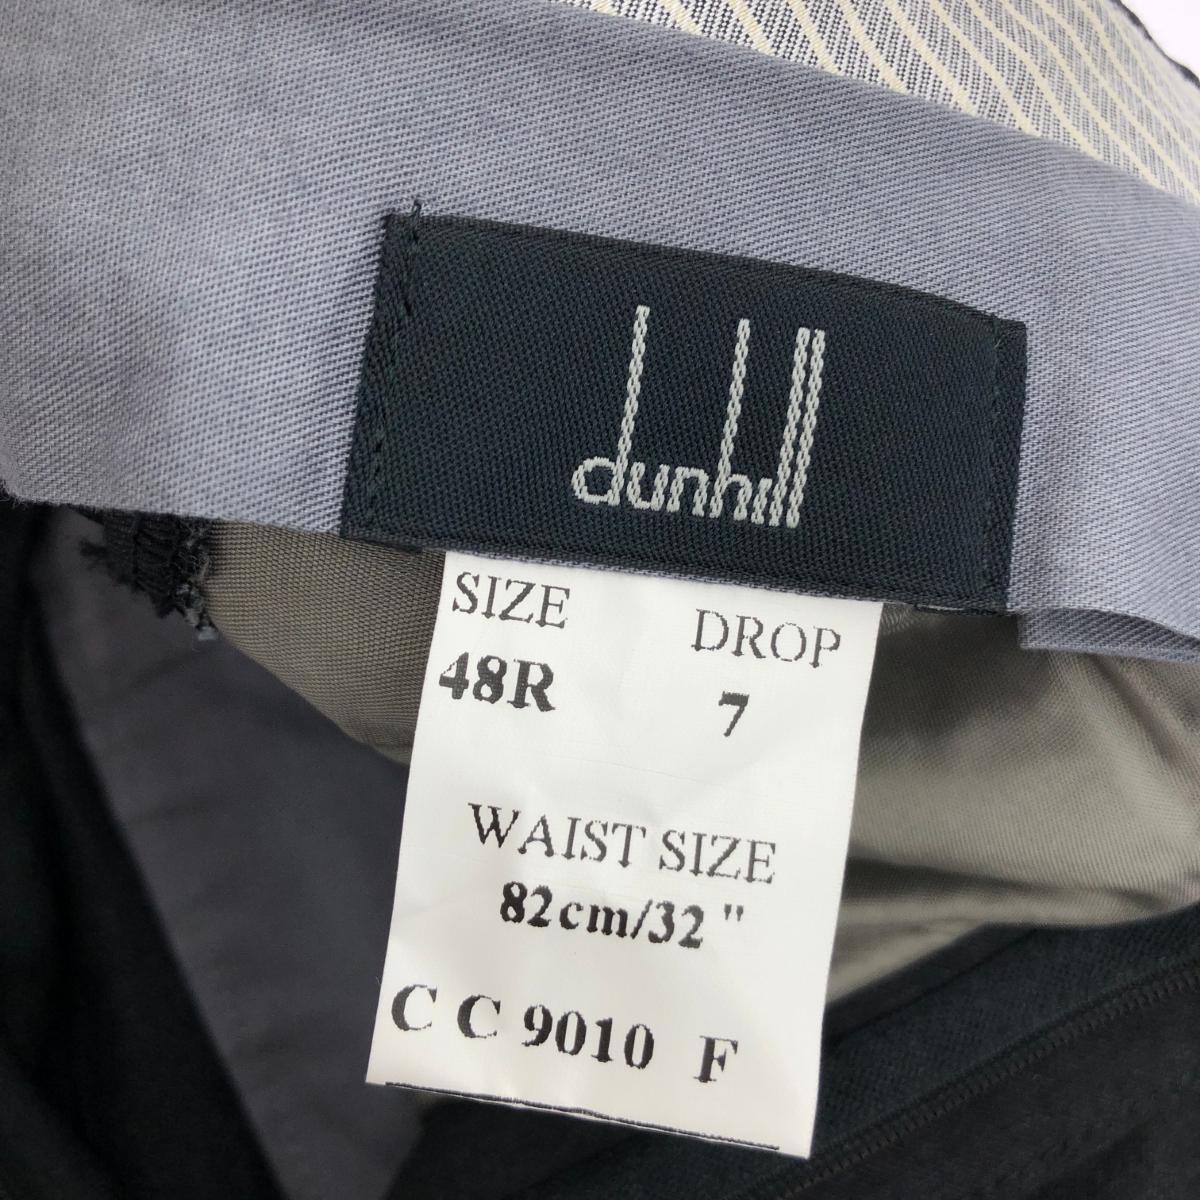 dunhill
SIZE DROP
48R 7
WAIST SIZE
82cm/32"
C C 9010 F